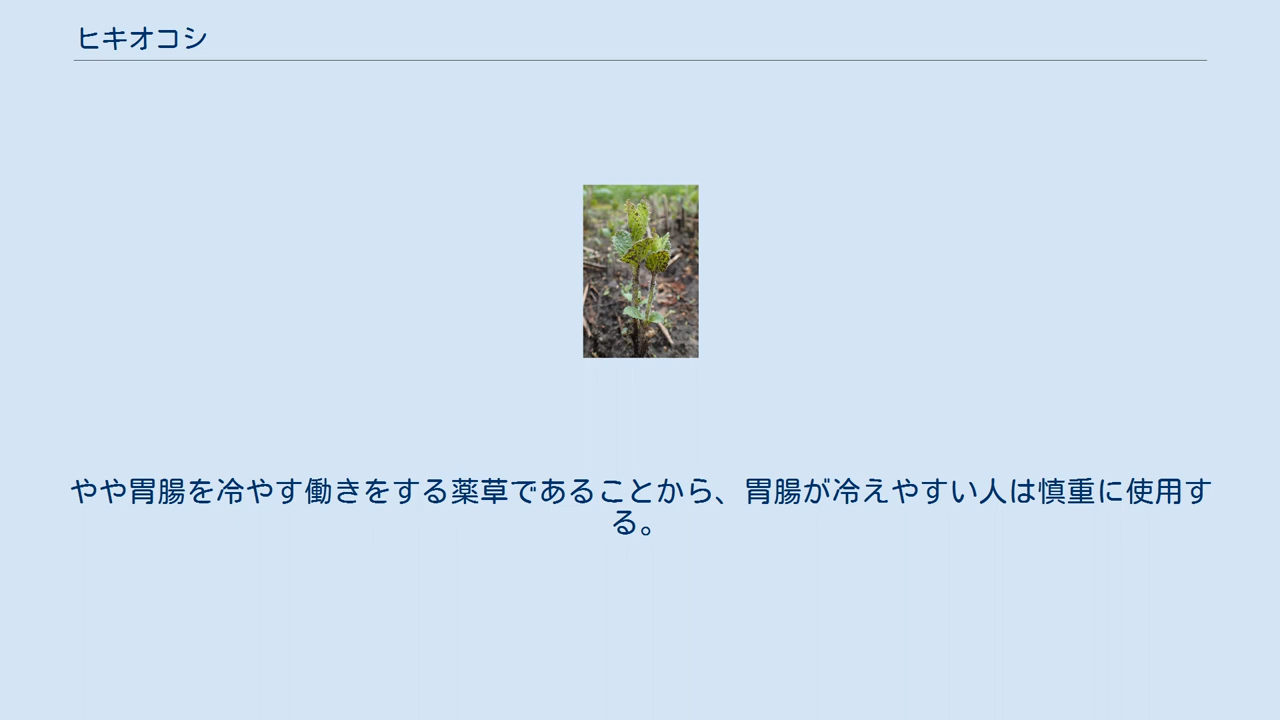 ヒキオコシ
やや胃腸を冷やす働きをする薬草であることから、胃腸が冷えやすい人は慎重に使用す
る。